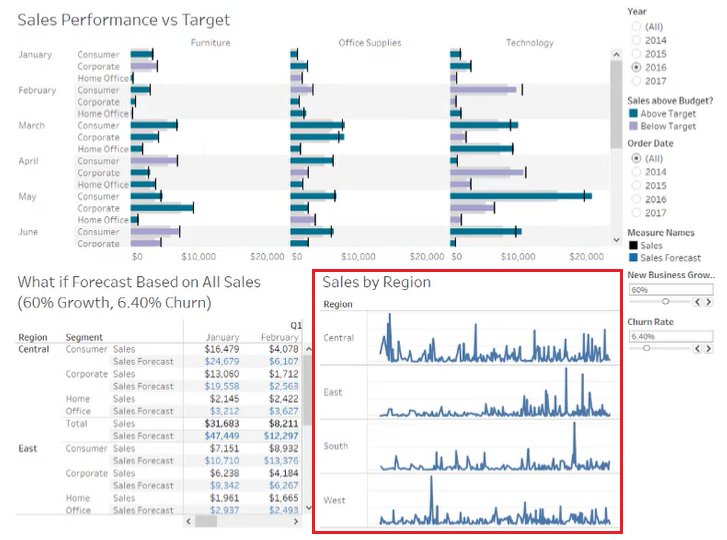 Sales Performance vs Target
Furniture Office Supplies Technology
January Consumer
Corporate
Home Office
February Consumer
Corporate
Home Office
March Consumer
Corporate
Home Office
April Consumer
Corporate
Home Office
May Consumer
Corporate
Home Office
June Consumer
Corporate
$0 $10,000 $20,000 $0 $10,000 $20,000 $0 $10,000 $20,000
Year
(All)
2014
2015
2016
2017
Sales above Budget?
Above Target
Below Target
Order Date
(All)
2014
2015
2016
2017
Measure Names
Sales
Sales Forecast
New Business Grow..
60%
Churn Rate
6.40%
What if Forecast Based on All Sales
(60% Growth, 6.40% Churn)
Q1
Region Segment January February
Central Consumer Sales $16,479 $4,078
Sales Forecast $24,679 $6,107
Corporate Sales $13,060 $1,712
Sales Forecast $19,558 $2,563
Home Sales $2,145 $2,422
Office Sales Forecast $3,212 $3,627
Total Sales $31,683 $8,211
Sales Forecast $47,449 $12,297
East Consumer Sales $7,151 $8,932
Sales Forecast $10,710 $13,376
Corporate Sales $6,238 $4,184
Sales Forecast $9,342 $6,267
Home Sales $1,961 $1,665
Office Sales Forecast $2,937 $2,493
Sales by Region
Region
Central
East
South
West